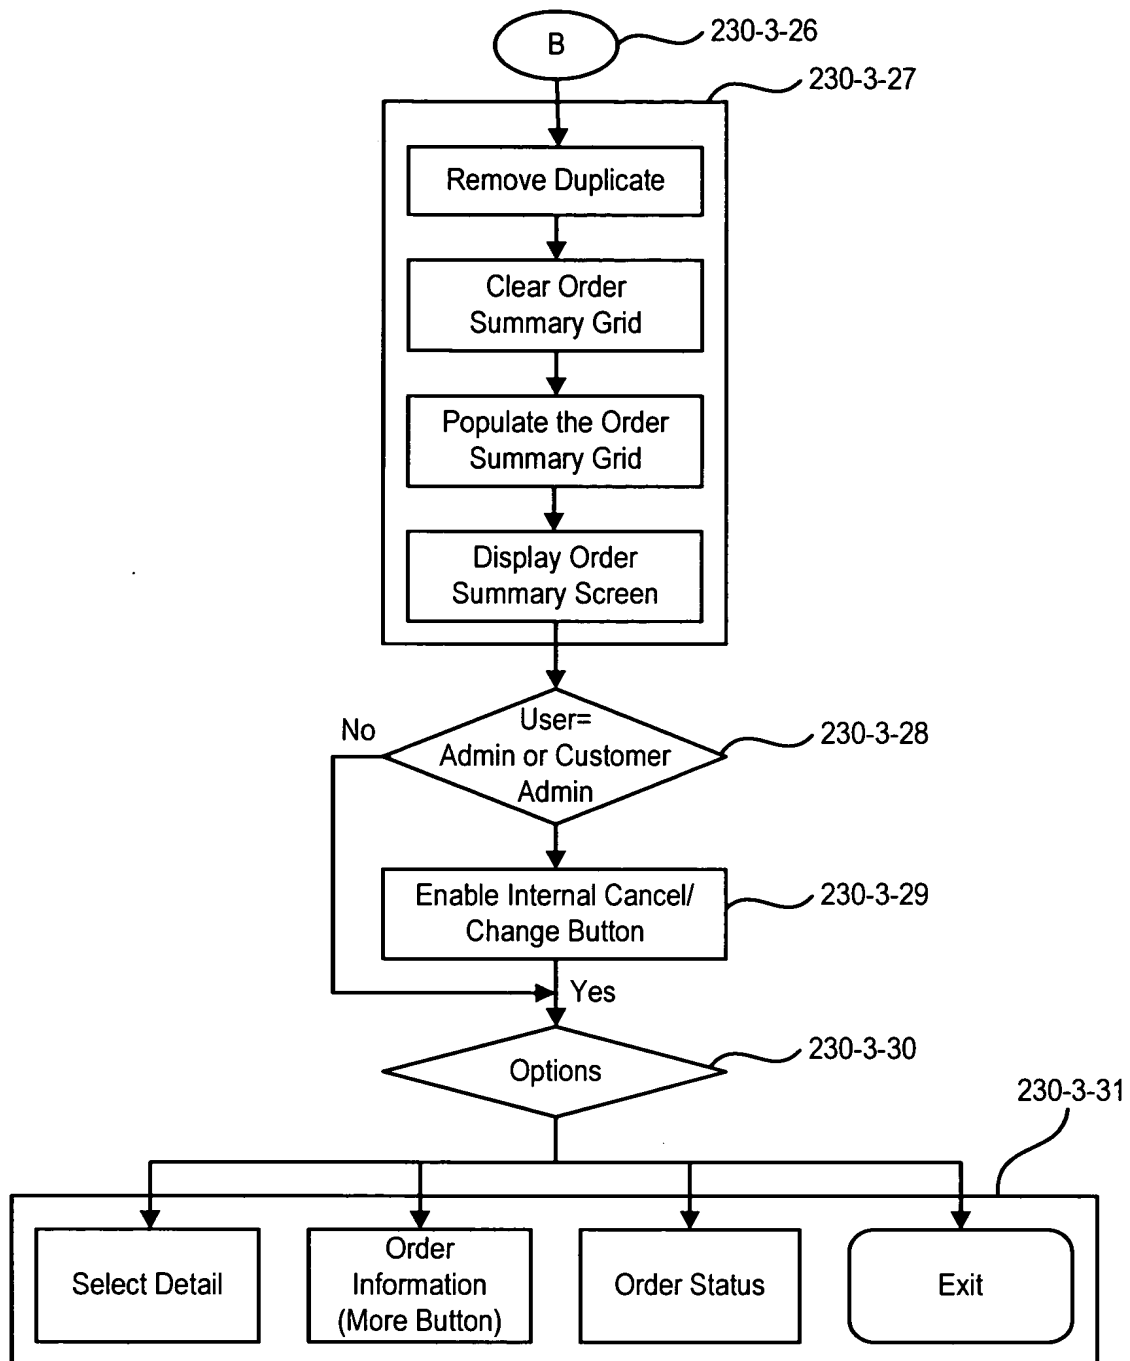 B
230-3-26
230-3-27
Remove Duplicate
Clear Order
Summary Grid
Populate the Order
Summary Grid
Display Order
Summary Screen
No
User=
Admin or Customer
Admin
230-3-28
Enable Internal Cancel/
Change Button
230-3-29
Yes
Options
230-3-30
230-3-31
Select Detail
Order
Information
(More Button)
Order Status
Exit